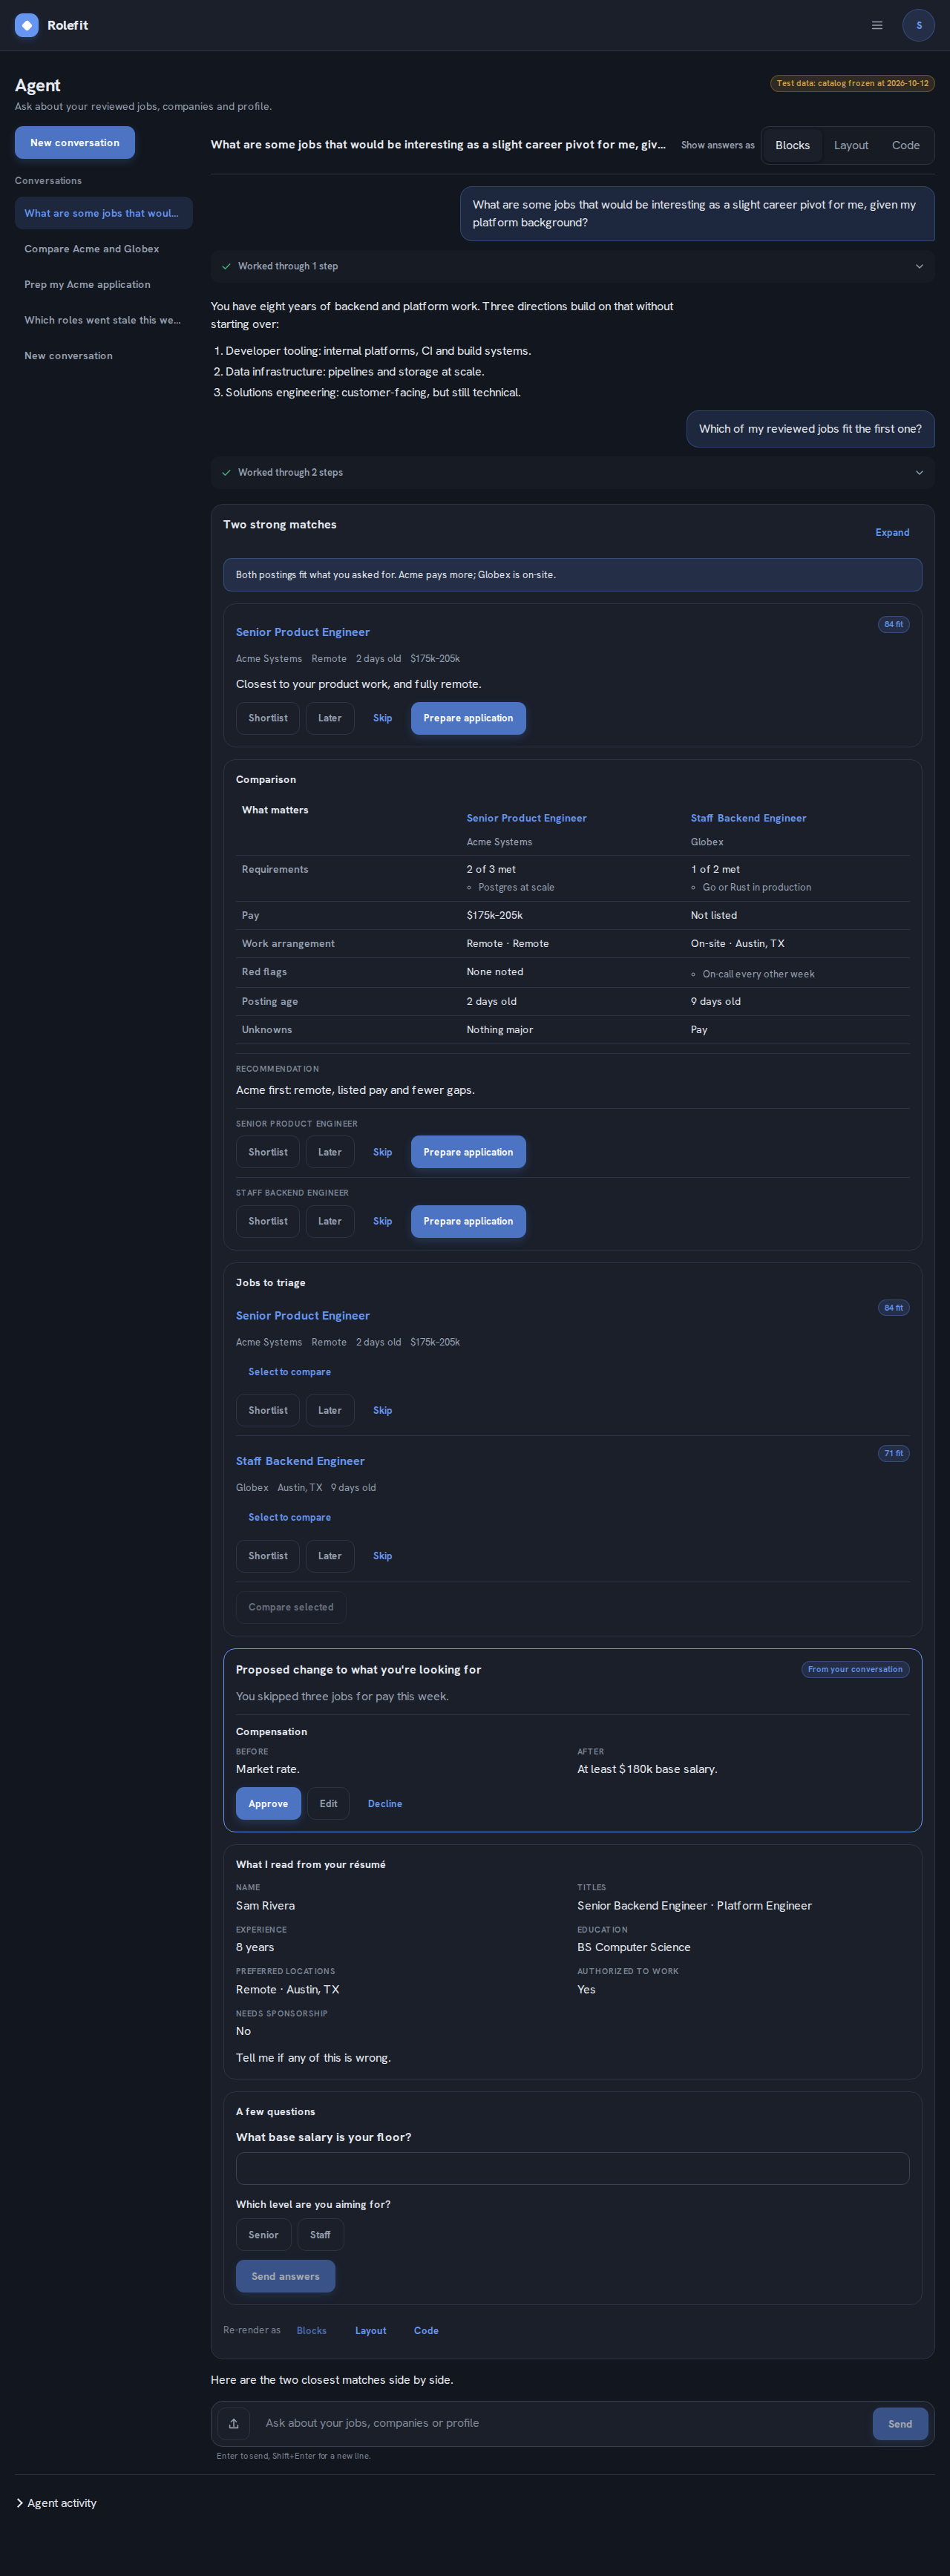 Rolefit
S
Agent
Ask about your reviewed jobs, companies and profile.
Test data: catalog frozen at 2026-10-12
New conversation
Conversations
What are some jobs that woul...
Compare Acme and Globex
Prep my Acme application
Which roles went stale this we...
New conversation
What are some jobs that would be interesting as a slight career pivot for me, giv...
Show answers as
Blocks
Layout
Code
What are some jobs that would be interesting as a slight career pivot for me, given my
platform background?
Worked through 1 step
You have eight years of backend and platform work. Three directions build on that without
starting over:
1. Developer tooling: internal platforms, CI and build systems.
2. Data infrastructure: pipelines and storage at scale.
3. Solutions engineering: customer-facing, but still technical.
Which of my reviewed jobs fit the first one?
Worked through 2 steps
Two strong matches
Expand
Both postings fit what you asked for. Acme pays more; Globex is on-site.
Senior Product Engineer
84 fit
Acme Systems Remote 2 days old $175k–205k
Closest to your product work, and fully remote.
Shortlist Later Skip Prepare application
Comparison
What matters
Senior Product Engineer
Staff Backend Engineer
Acme Systems
Globex
Requirements
2 of 3 met
1 of 2 met
Postgres at scale
Go or Rust in production
Pay
$175k–205k
Not listed
Work arrangement
Remote · Remote
On-site · Austin, TX
Red flags
None noted
On-call every other week
Posting age
2 days old
9 days old
Unknowns
Nothing major
Pay
RECOMMENDATION
Acme first: remote, listed pay and fewer gaps.
SENIOR PRODUCT ENGINEER
Shortlist Later Skip Prepare application
STAFF BACKEND ENGINEER
Shortlist Later Skip Prepare application
Jobs to triage
Senior Product Engineer
84 fit
Acme Systems Remote 2 days old $175k–205k
Select to compare
Shortlist Later Skip
Staff Backend Engineer
71 fit
Globex Austin, TX 9 days old
Select to compare
Shortlist Later Skip
Compare selected
Proposed change to what you're looking for
From your conversation
You skipped three jobs for pay this week.
Compensation
BEFORE
AFTER
Market rate.
At least $180k base salary.
Approve Edit Decline
What I read from your résumé
NAME
TITLES
Sam Rivera
Senior Backend Engineer · Platform Engineer
EXPERIENCE
EDUCATION
8 years
BS Computer Science
PREFERRED LOCATIONS
AUTHORIZED TO WORK
Remote · Austin, TX
Yes
NEEDS SPONSORSHIP
No
Tell me if any of this is wrong.
A few questions
What base salary is your floor?
Which level are you aiming for?
Senior Staff
Send answers
Re-render as Blocks Layout Code
Here are the two closest matches side by side.
Ask about your jobs, companies or profile
Send
Enter to send, Shift+Enter for a new line.
Agent activity